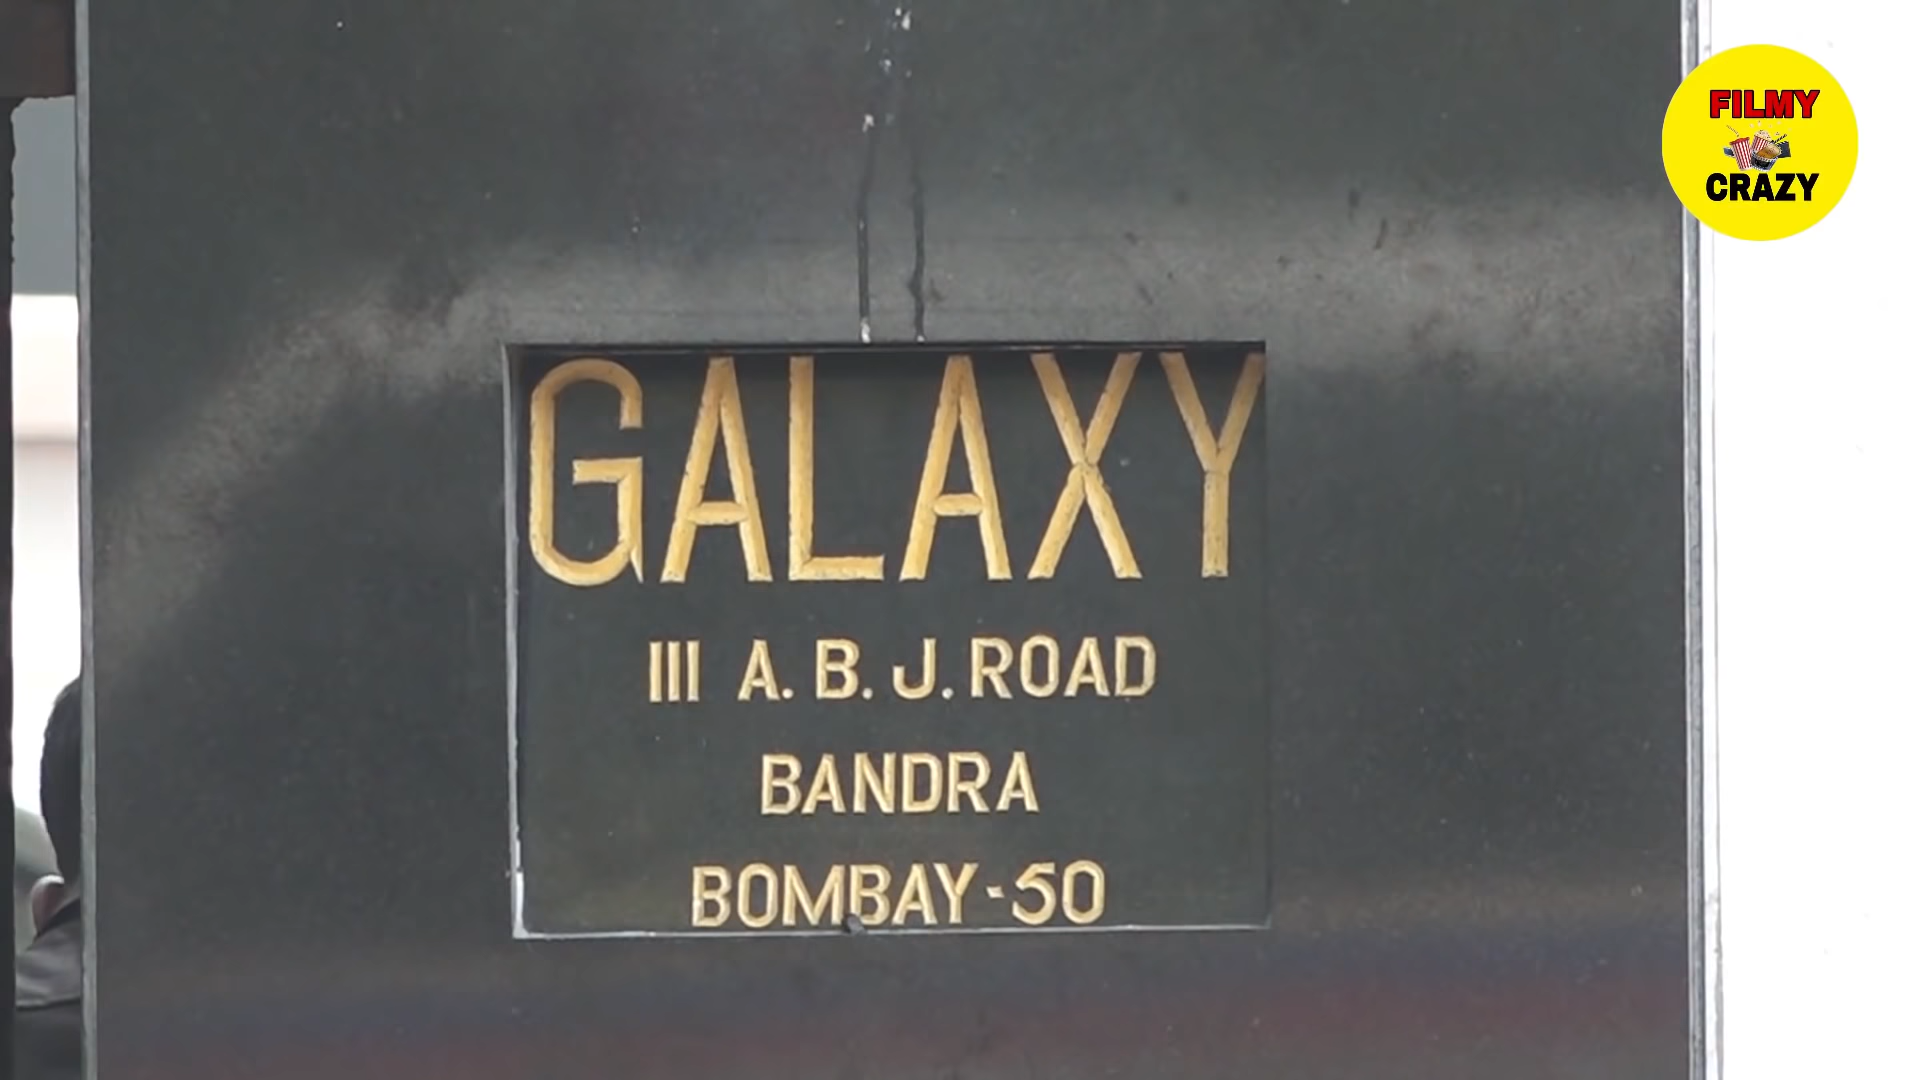 GALAXY
III A. B. J. ROAD
BANDRA
BOMBAY-50
FILMY
CRAZY